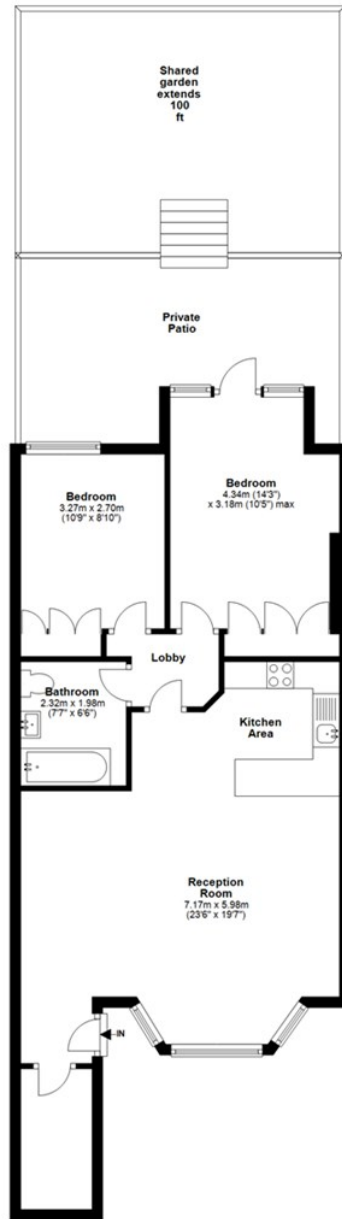 Shared
garden
extends
100
ft
Private
Patio
Bedroom
3.27m x 2.70m
(10'9" x 8'10")
Bedroom
4.34m (14'3")
x 3.18m (10'5") max
Lobby
Bathroom
2.32m x 1.98m
(7'7" x 6'6")
Kitchen
Area
Reception
Room
7.17m x 5.98m
(23'6" x 19'7")
IN